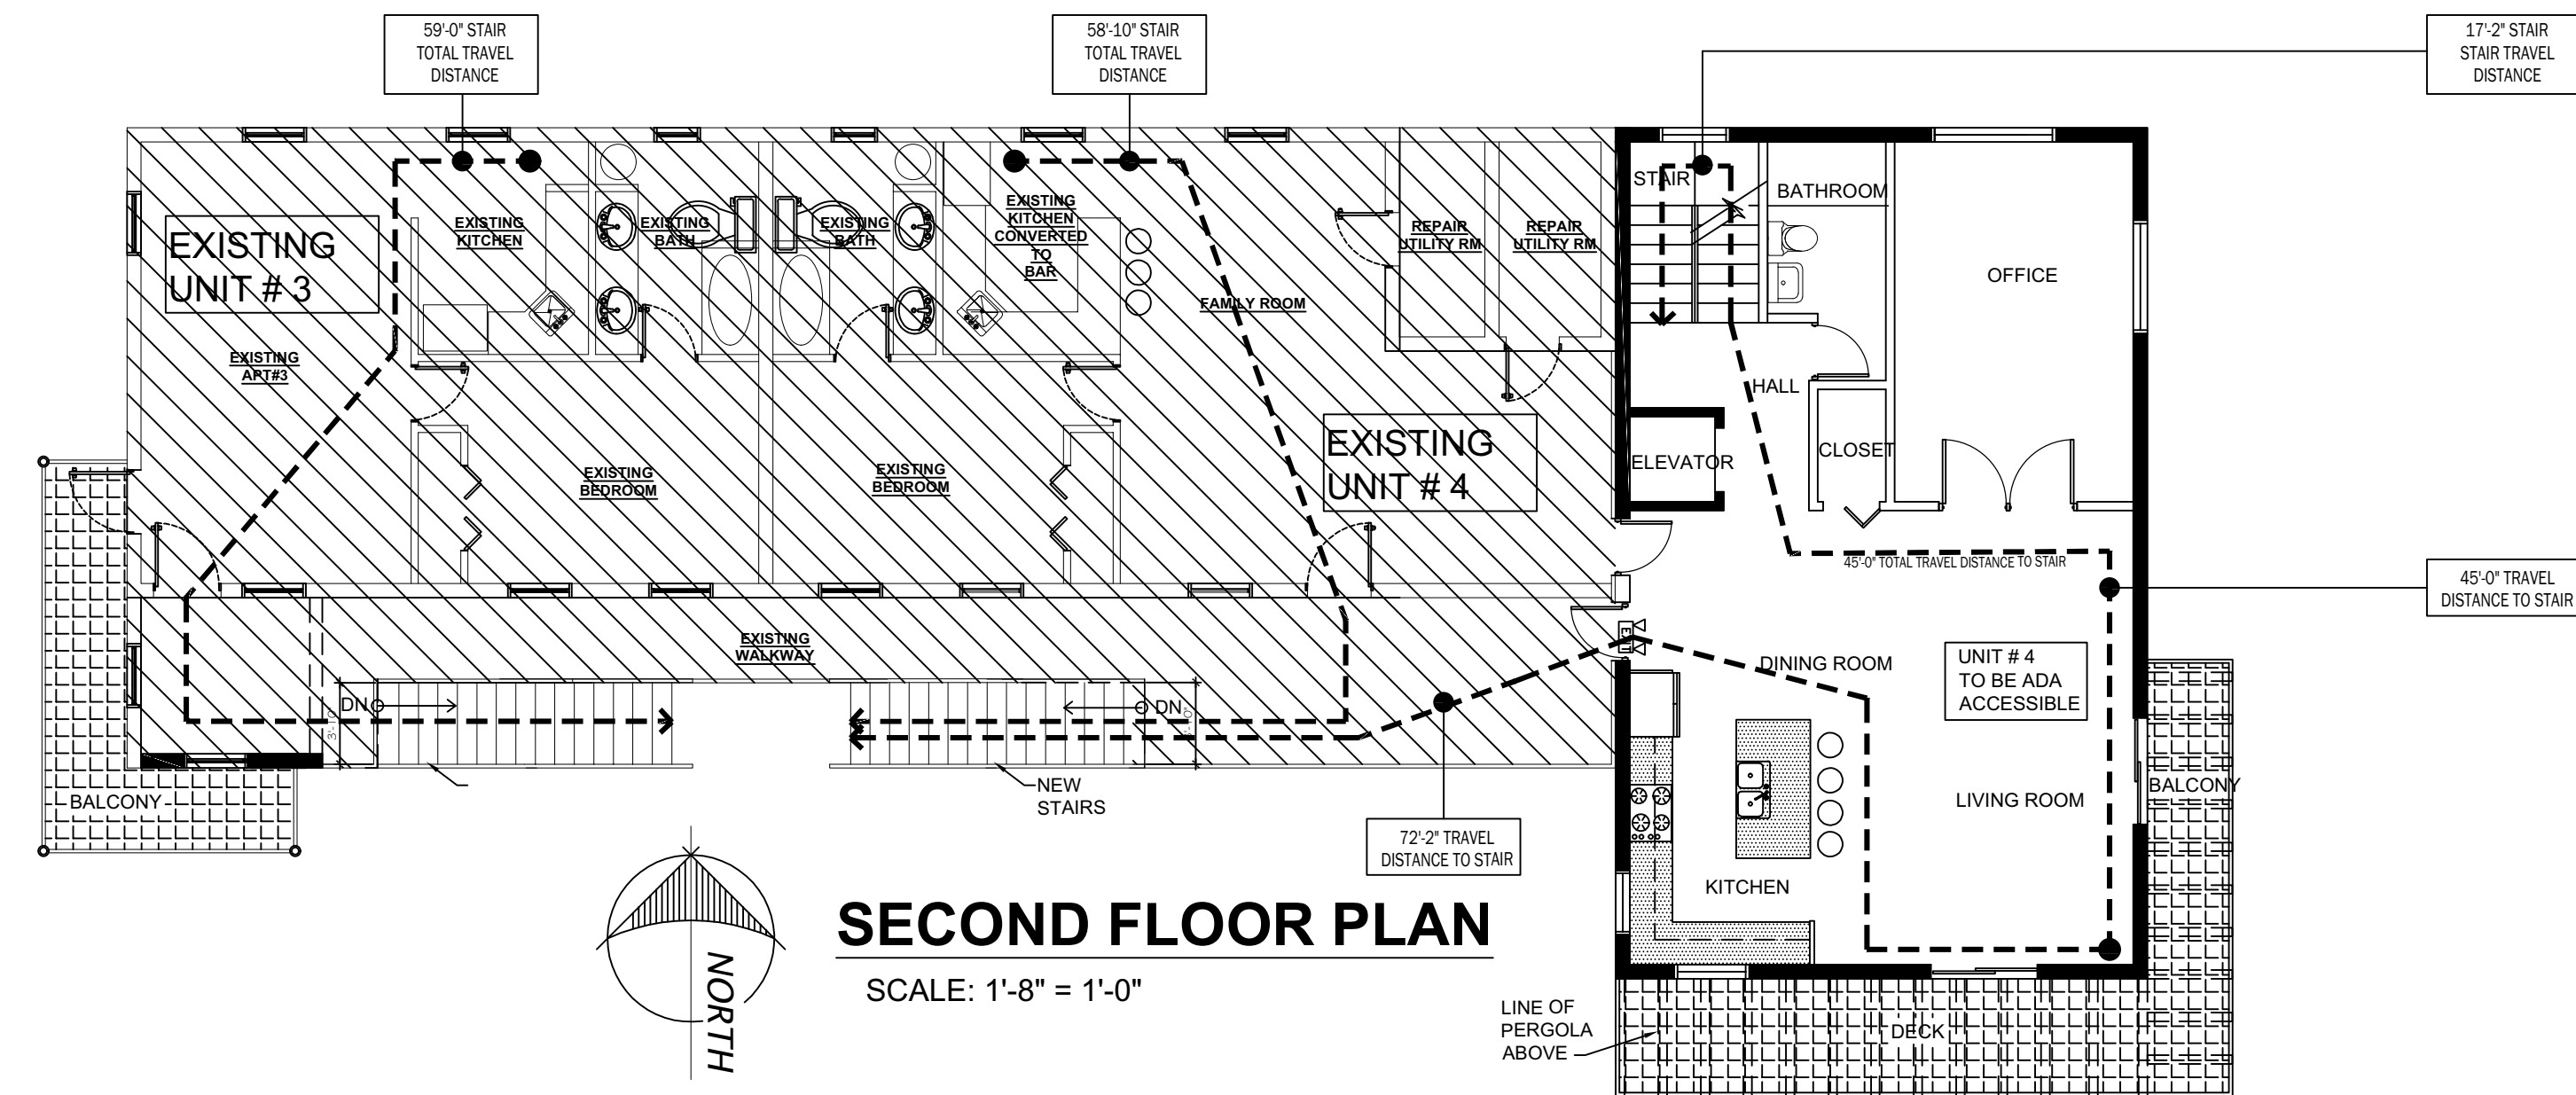 59'-0" STAIR
TOTAL TRAVEL
DISTANCE
58'-10" STAIR
TOTAL TRAVEL
DISTANCE
17'-2" STAIR
STAIR TRAVEL
DISTANCE
EXISTING
UNIT # 3
EXISTING
KITCHEN
EXISTING
BATH
EXISTING
BATH
EXISTING
KITCHEN
CONVERTED
TO
BAR
FAMILY ROOM
REPAIR
UTILITY RM
REPAIR
UTILITY RM
STAIR
BATHROOM
OFFICE
EXISTING
APT#3
HALL
EXISTING
BEDROOM
EXISTING
BEDROOM
EXISTING
UNIT # 4
ELEVATOR
CLOSET
45'-0" TOTAL TRAVEL DISTANCE TO STAIR
45'-0" TRAVEL
DISTANCE TO STAIR
EXISTING
WALKWAY
EXIT
DINING ROOM
UNIT # 4
TO BE ADA
ACCESSIBLE
DN
3'-10"
DN
BALCONY
NEW
STAIRS
LIVING ROOM
BALCONY
72'-2" TRAVEL
DISTANCE TO STAIR
KITCHEN
NORTH
SECOND FLOOR PLAN
SCALE: 1'-8" = 1'-0"
LINE OF
PERGOLA
ABOVE
DECK